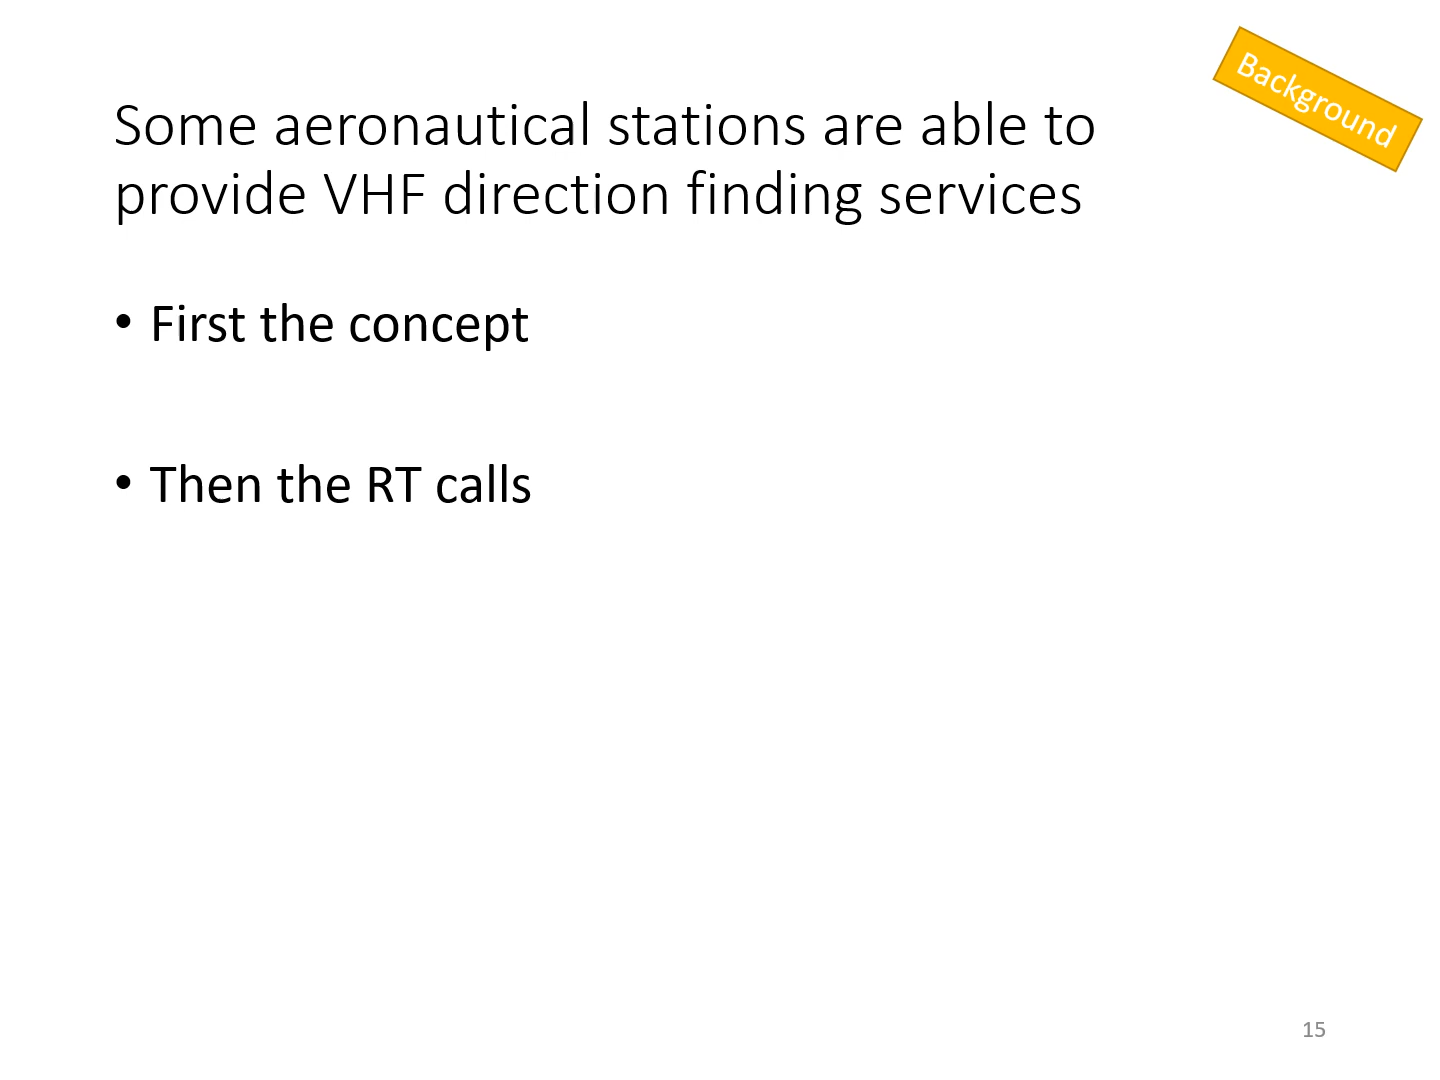 Background
Some aeronautical stations are able to
provide VHF direction finding services
• First the concept
• Then the RT calls
15